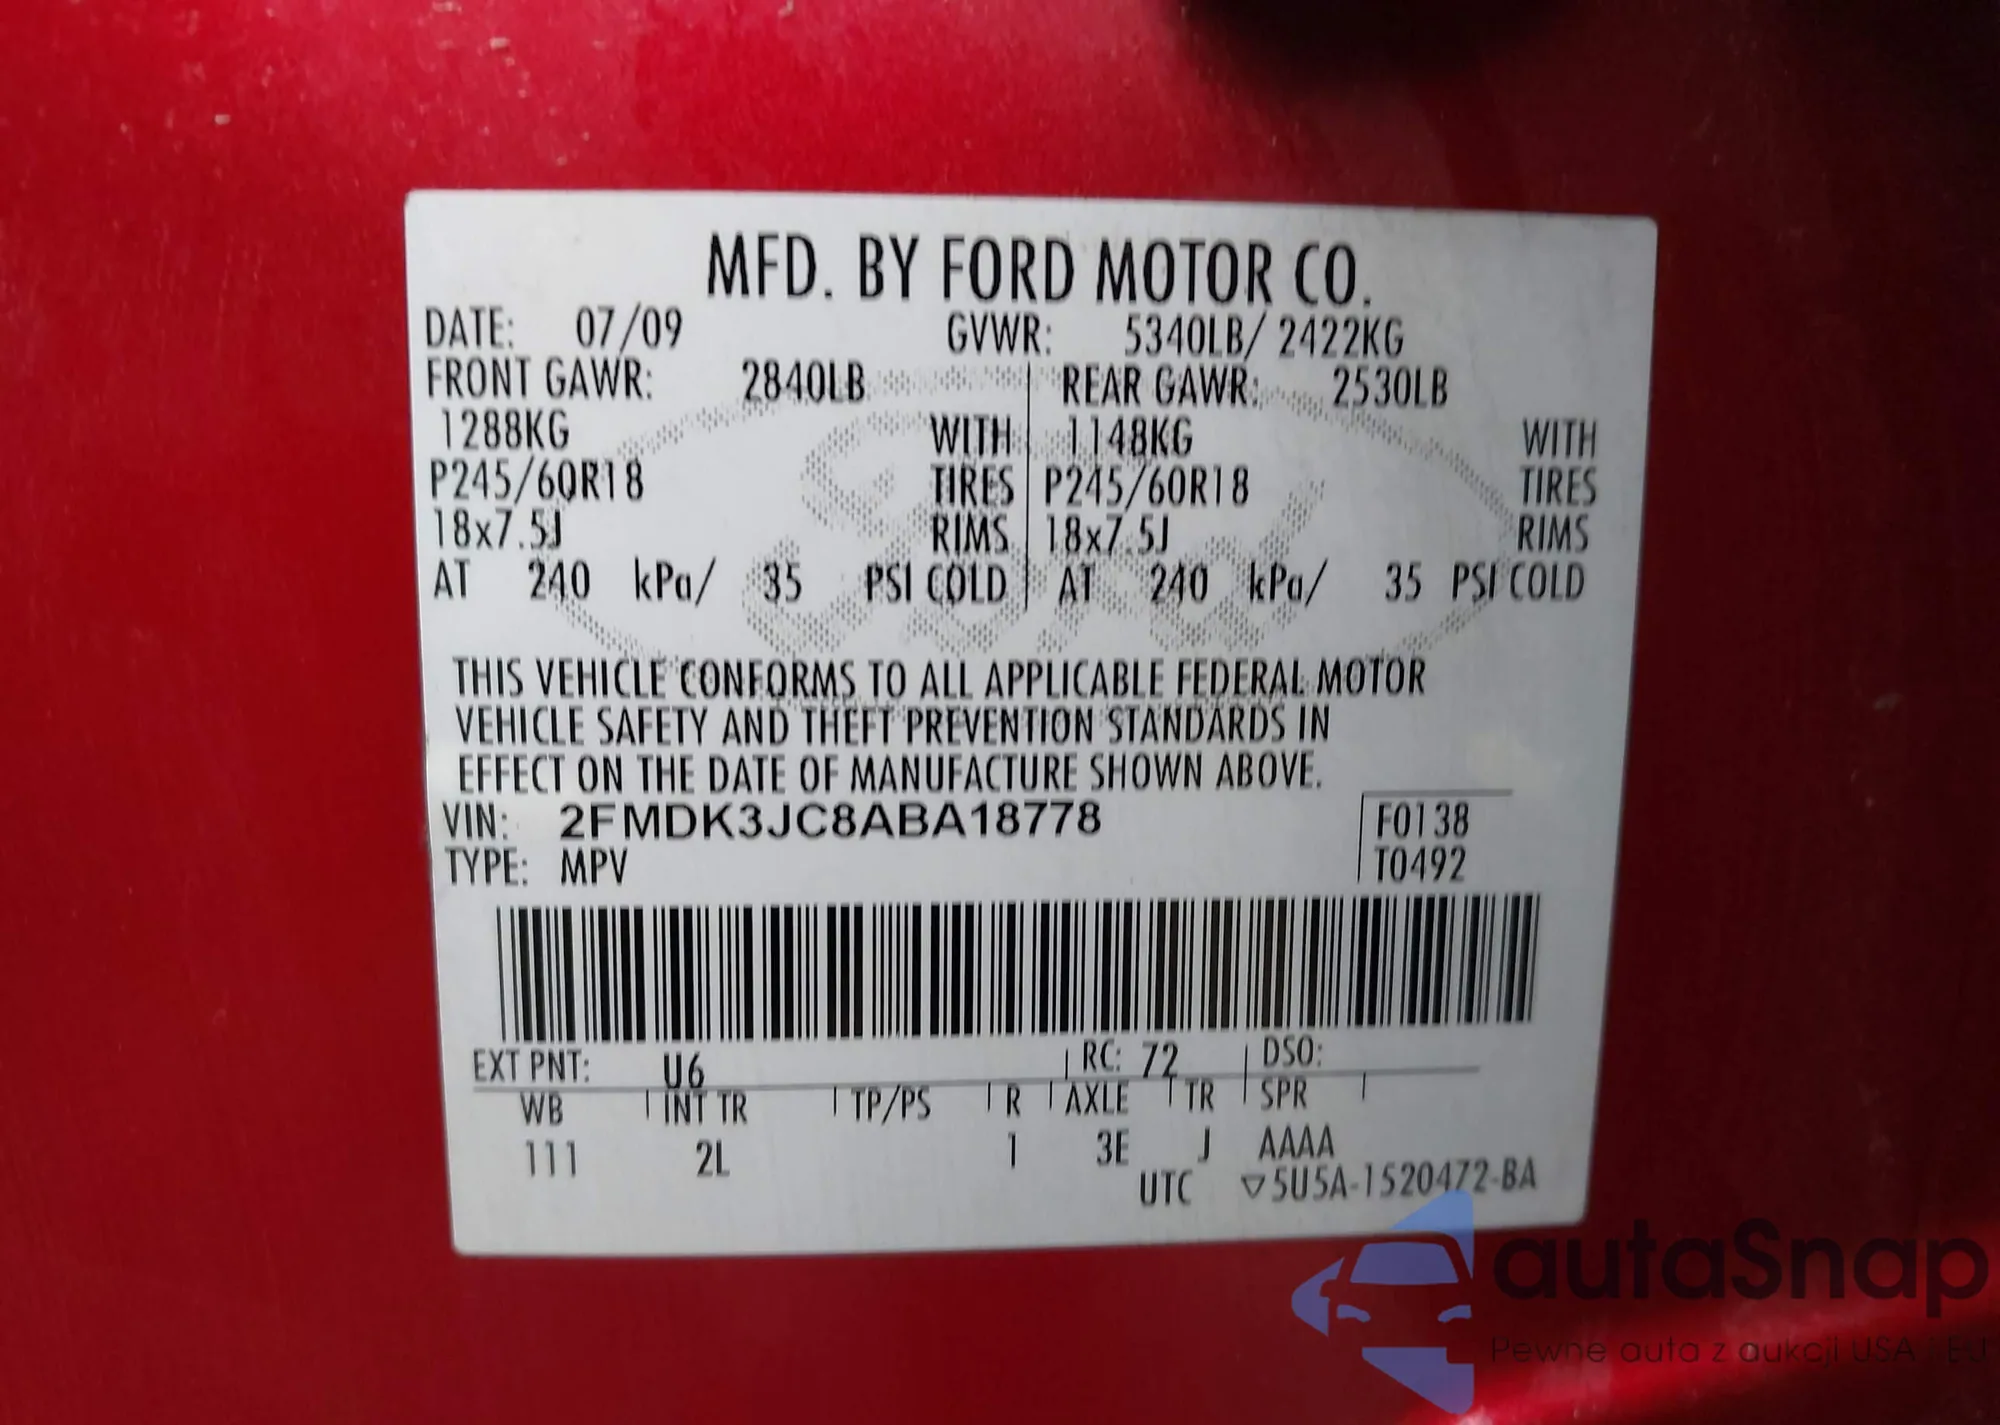 MFD. BY FORD MOTOR CO.
DATE: 07/09 GVWR: 5340LB/ 2422KG
FRONT GAWR: 2840LB REAR GAWR: 2530LB
1288KG WITH 1148KG WITH
P245/60R18 TIRES P245/60R18 TIRES
18x7.5J RIMS 18x7.5J RIMS
AT 240 kPa/ 35 PSI COLD AT 240 kPa/ 35 PSI COLD
THIS VEHICLE CONFORMS TO ALL APPLICABLE FEDERAL MOTOR
VEHICLE SAFETY AND THEFT PREVENTION STANDARDS IN
EFFECT ON THE DATE OF MANUFACTURE SHOWN ABOVE.
VIN: 2FMDK3JC8ABA18778 F0138
TYPE: MPV T0492
EXT PNT: U6 RC: 72 DSO:
WB INT TR TP/PS R AXLE TR SPR
111 2L 1 3E J AAAA
UTC ▽5U5A-1520472-BA
autaSnap
Pewne auta z aukcji USA i EU